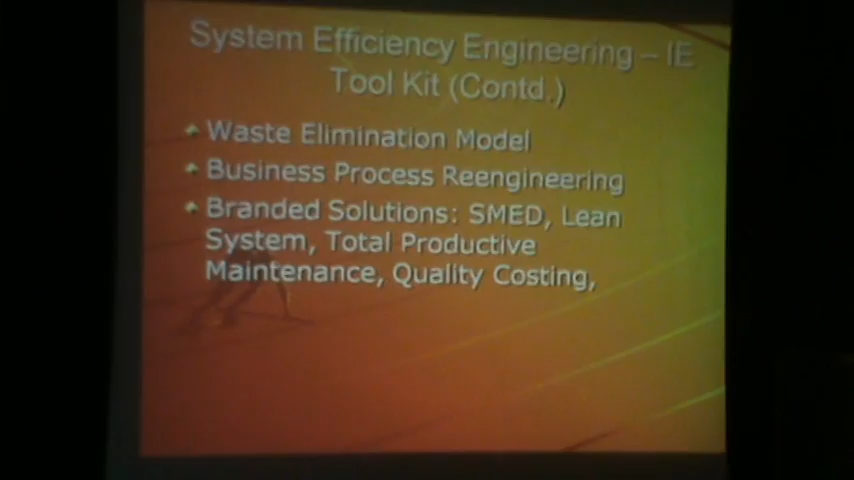 System Efficiency Engineering – IE
Tool Kit (Contd.)
Waste Elimination Model
Business Process Reengineering
Branded Solutions: SMED, Lean
System, Total Productive
Maintenance, Quality Costing,